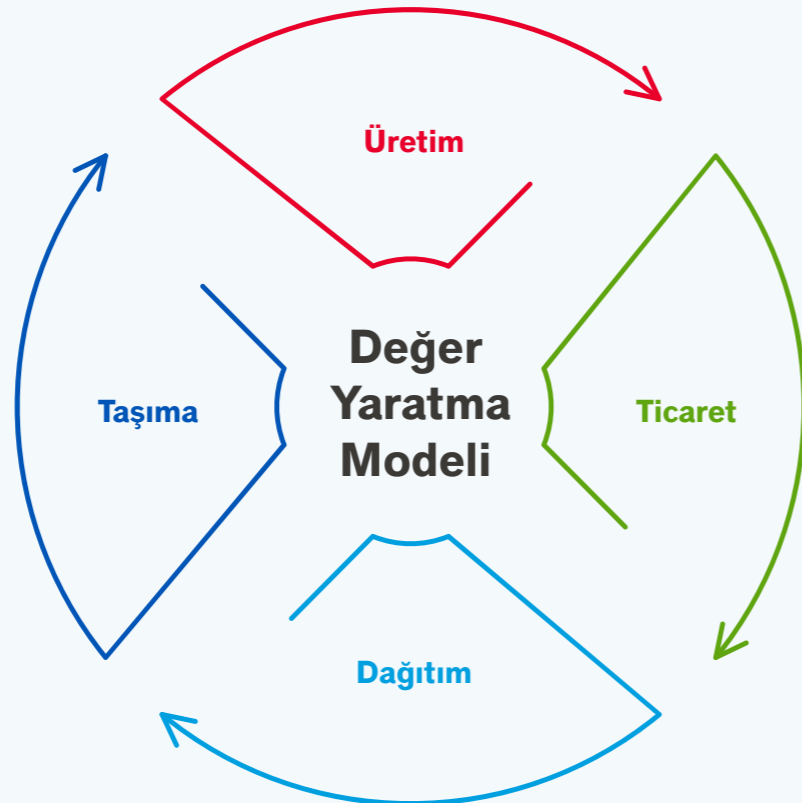 Üretim
Değer
Yaratma
Modeli
Taşıma
Ticaret
Dağıtım